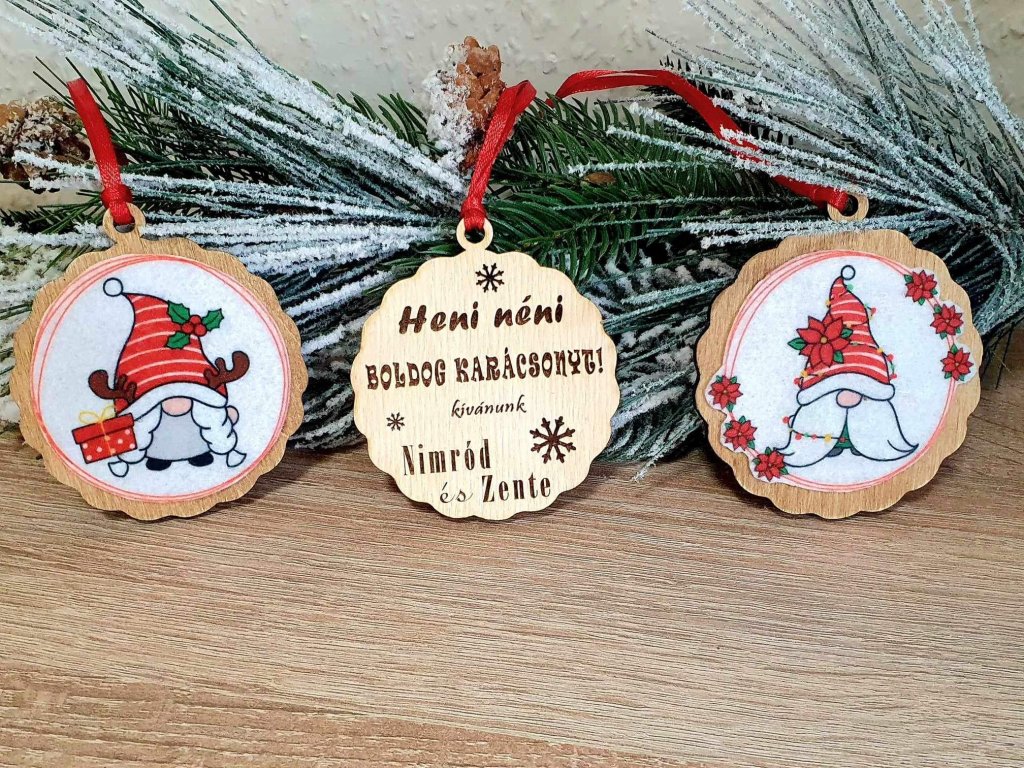 Heni néni
BOLDOG KARÁCSONYT!
kívánunk
Nimród
és Zente